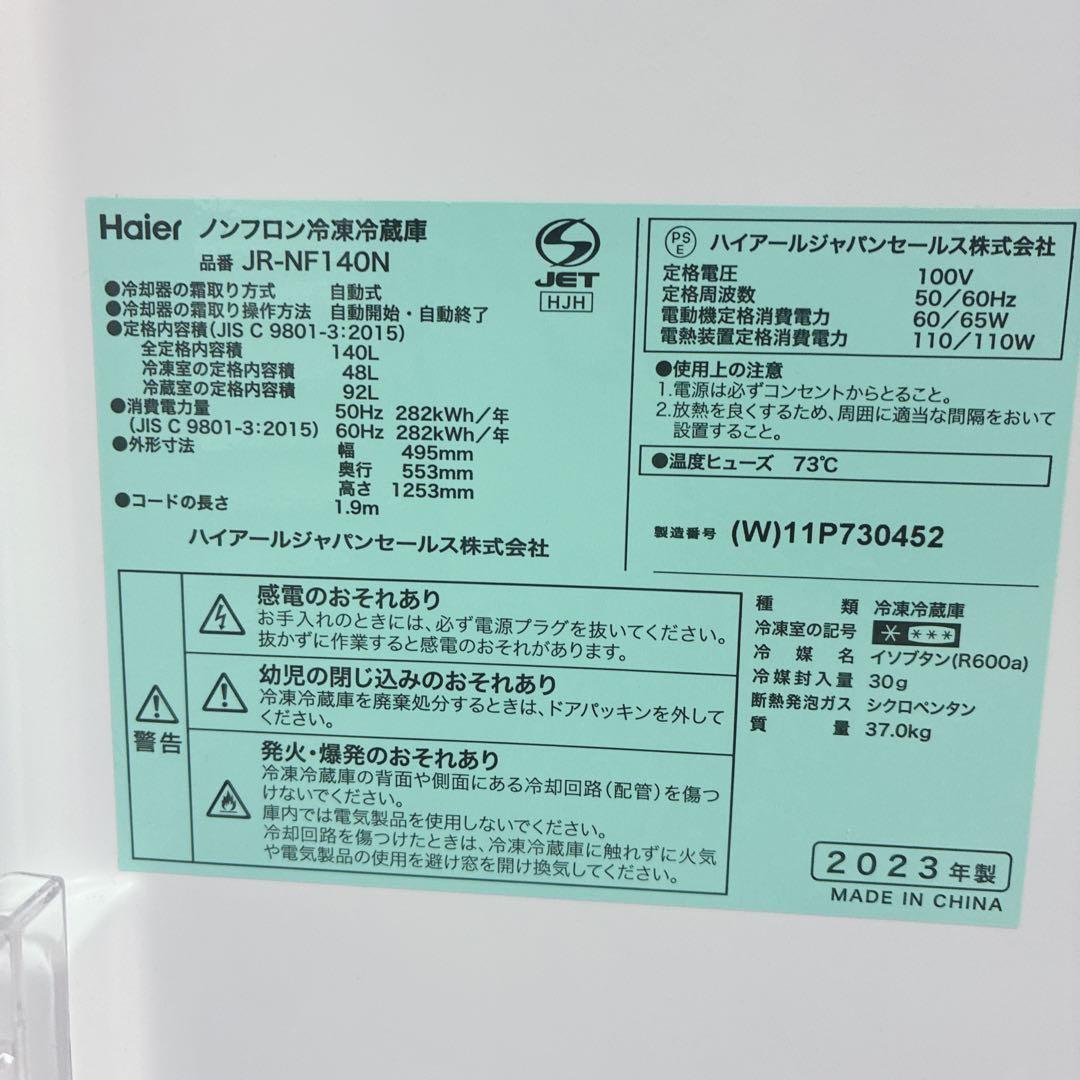 Haier ノンフロン冷凍冷蔵庫
品番 JR-NF140N
●冷却器の霜取り方式 自動式
●冷却器の霜取り操作方法 自動開始・自動終了
●定格内容積(JIS C 9801-3:2015)
全定格内容積 140L
冷凍室の定格内容積 48L
冷蔵室の定格内容積 92L
●消費電力量 50Hz 282kWh/年
(JIS C 9801-3:2015) 60Hz 282kWh/年
●外形寸法 幅 495mm
奥行 553mm
高さ 1253mm
●コードの長さ 1.9m
ハイアールジャパンセールス株式会社
S
JET
HJH
PS
E
ハイアールジャパンセールス株式会社
定格電圧 100V
定格周波数 50/60Hz
電動機定格消費電力 60/65W
電熱装置定格消費電力 110/110W
●使用上の注意
1.電源は必ずコンセントからとること。
2.放熱を良くするため、周囲に適当な間隔をおいて
設置すること。
●温度ヒューズ 73℃
製造番号 (W)11P730452
警告
感電のおそれあり
お手入れのときには、必ず電源プラグを抜いてください。
抜かずに作業すると感電のおそれがあります。
幼児の閉じ込みのおそれあり
冷凍冷蔵庫を廃棄処分するときは、ドアパッキンを外して
ください。
発火・爆発のおそれあり
冷凍冷蔵庫の背面や側面にある冷却回路(配管)を傷つ
けないでください。
庫内では電気製品を使用しないでください。
冷却回路を傷つけたときは、冷凍冷蔵庫に触れずに火気
や電気製品の使用を避け窓を開け換気してください。
種類 冷凍冷蔵庫
冷凍室の記号 * ***
冷媒名 イソブタン(R600a)
冷媒封入量 30g
断熱発泡ガス シクロペンタン
質量 37.0kg
2023年製
MADE IN CHINA